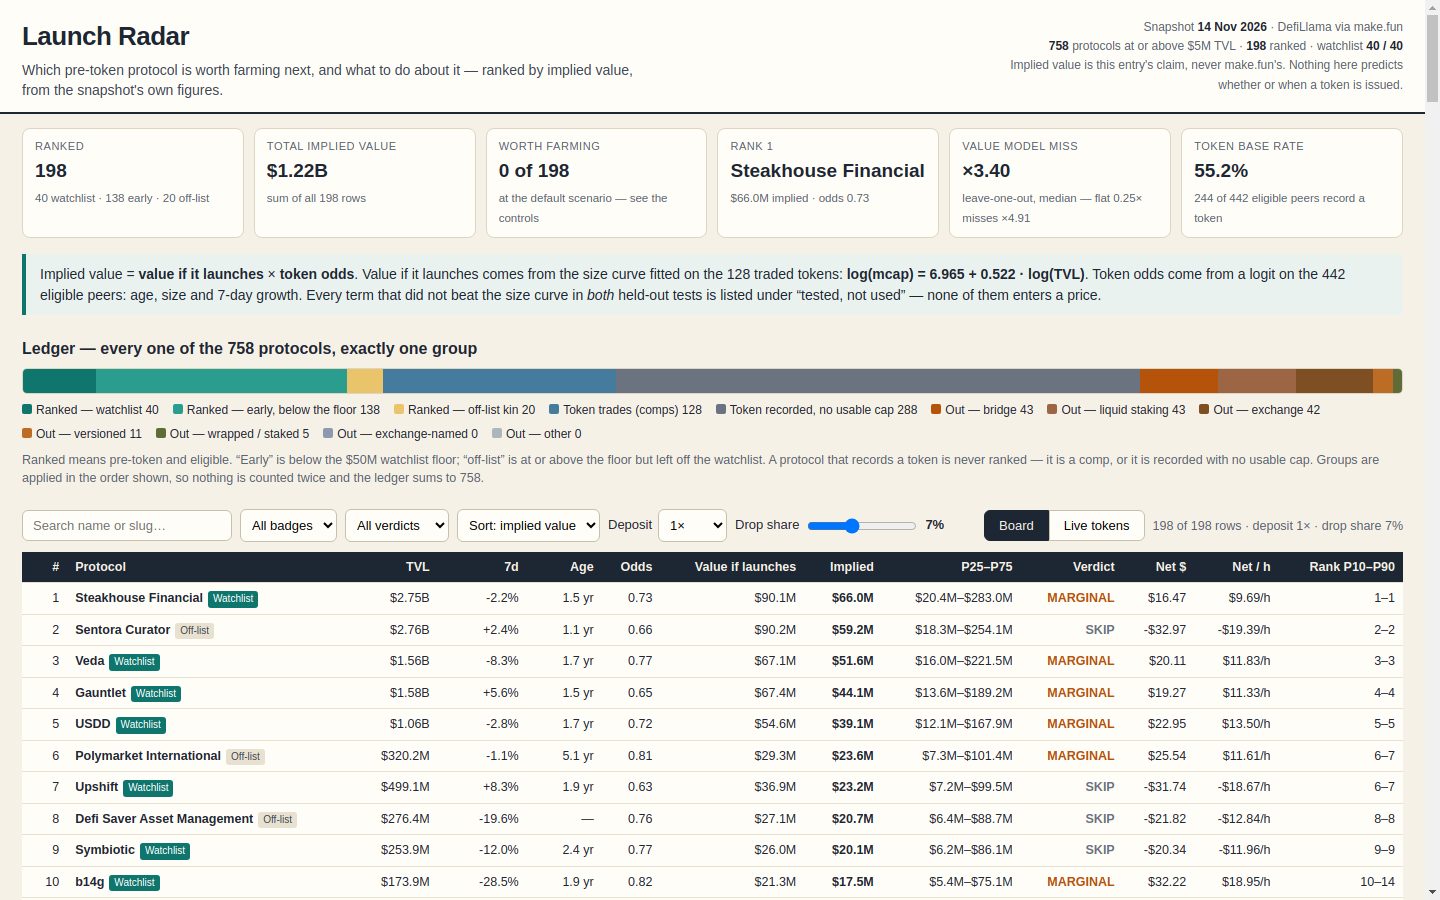 Launch Radar
Which pre-token protocol is worth farming next, and what to do about it — ranked by implied value,
from the snapshot's own figures.
Snapshot 14 Nov 2026 · DefiLlama via make.fun
758 protocols at or above $5M TVL · 198 ranked · watchlist 40 / 40
Implied value is this entry's claim, never make.fun's. Nothing here predicts
whether or when a token is issued.
RANKED
198
40 watchlist · 138 early · 20 off-list
TOTAL IMPLIED VALUE
$1.22B
sum of all 198 rows
WORTH FARMING
0 of 198
at the default scenario — see the
controls
RANK 1
Steakhouse Financial
$66.0M implied · odds 0.73
VALUE MODEL MISS
×3.40
leave-one-out, median — flat 0.25×
misses ×4.91
TOKEN BASE RATE
55.2%
244 of 442 eligible peers record a
token
Implied value = value if it launches × token odds. Value if it launches comes from the size curve fitted on the 128 traded tokens: log(mcap) = 6.965 + 0.522 · log(TVL). Token odds come from a logit on the 442
eligible peers: age, size and 7-day growth. Every term that did not beat the size curve in both held-out tests is listed under “tested, not used” — none of them enters a price.
Ledger — every one of the 758 protocols, exactly one group
Ranked — watchlist 40 Ranked — early, below the floor 138 Ranked — off-list kin 20 Token trades (comps) 128 Token recorded, no usable cap 288 Out — bridge 43 Out — liquid staking 43 Out — exchange 42
Out — versioned 11 Out — wrapped / staked 5 Out — exchange-named 0 Out — other 0
Ranked means pre-token and eligible. “Early” is below the $50M watchlist floor; “off-list” is at or above the floor but left off the watchlist. A protocol that records a token is never ranked — it is a comp, or it is recorded with no usable cap. Groups are
applied in the order shown, so nothing is counted twice and the ledger sums to 758.
Search name or slug… All badges All verdicts Sort: implied value Deposit 1× Drop share 7% Board Live tokens 198 of 198 rows · deposit 1× · drop share 7%
# Protocol TVL 7d Age Odds Value if launches Implied P25–P75 Verdict Net $ Net / h Rank P10–P90
1 Steakhouse Financial Watchlist $2.75B -2.2% 1.5 yr 0.73 $90.1M $66.0M $20.4M–$283.0M MARGINAL $16.47 $9.69/h 1–1
2 Sentora Curator Off-list $2.76B +2.4% 1.1 yr 0.66 $90.2M $59.2M $18.3M–$254.1M SKIP -$32.97 -$19.39/h 2–2
3 Veda Watchlist $1.56B -8.3% 1.7 yr 0.77 $67.1M $51.6M $16.0M–$221.5M MARGINAL $20.11 $11.83/h 3–3
4 Gauntlet Watchlist $1.58B +5.6% 1.5 yr 0.65 $67.4M $44.1M $13.6M–$189.2M MARGINAL $19.27 $11.33/h 4–4
5 USDD Watchlist $1.06B -2.8% 1.7 yr 0.72 $54.6M $39.1M $12.1M–$167.9M MARGINAL $22.95 $13.50/h 5–5
6 Polymarket International Off-list $320.2M -1.1% 5.1 yr 0.81 $29.3M $23.6M $7.3M–$101.4M MARGINAL $25.54 $11.61/h 6–7
7 Upshift Watchlist $499.1M +8.3% 1.9 yr 0.63 $36.9M $23.2M $7.2M–$99.5M SKIP -$31.74 -$18.67/h 6–7
8 Defi Saver Asset Management Off-list $276.4M -19.6% — 0.76 $27.1M $20.7M $6.4M–$88.7M SKIP -$21.82 -$12.84/h 8–8
9 Symbiotic Watchlist $253.9M -12.0% 2.4 yr 0.77 $26.0M $20.1M $6.2M–$86.1M SKIP -$20.34 -$11.96/h 9–9
10 b14g Watchlist $173.9M -28.5% 1.9 yr 0.82 $21.3M $17.5M $5.4M–$75.1M MARGINAL $32.22 $18.95/h 10–14